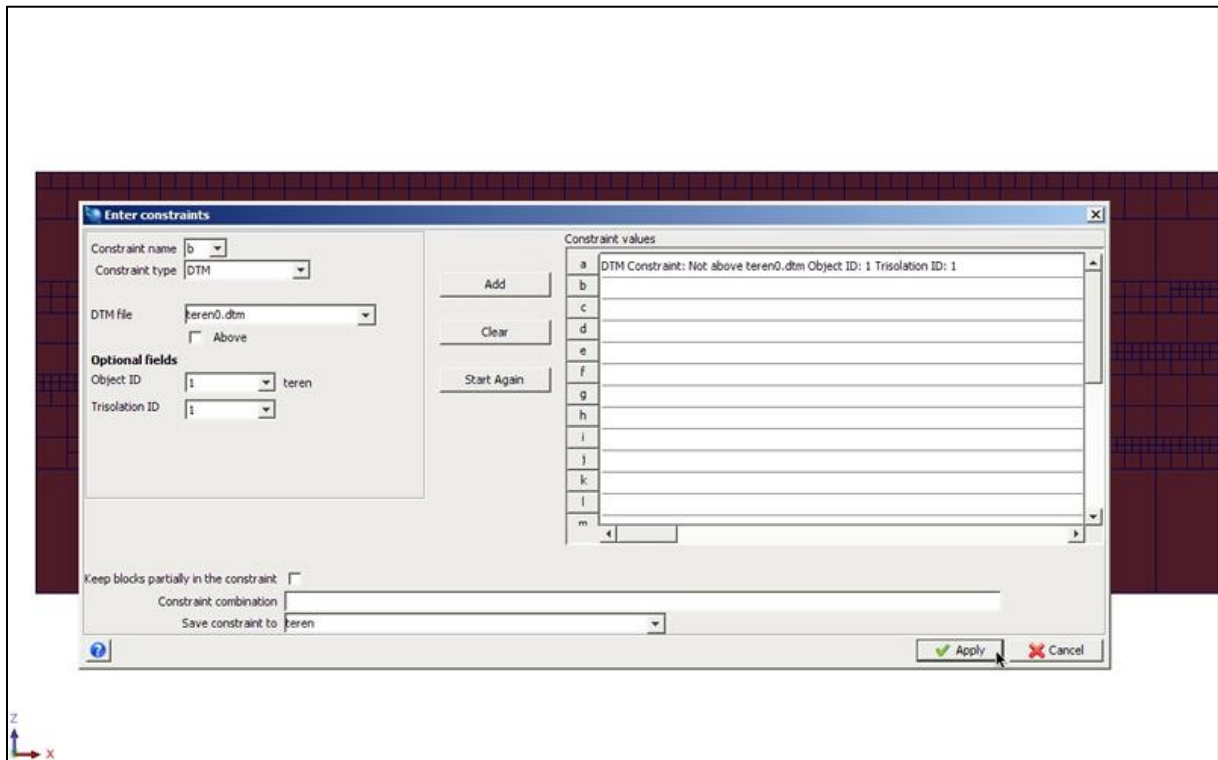 Enter constraints
Constraint name b
Constraint type DTM
DTM file teren0.dtm
Above
Optional fields
Object ID 1 teren
Trisolation ID 1
Add
Clear
Start Again
Constraint values
a DTM Constraint: Not above teren0.dtm Object ID: 1 Trisolation ID: 1
b
c
d
e
f
g
h
i
j
k
l
m
Keep blocks partially in the constraint
Constraint combination
Save constraint to teren
? Apply Cancel
Z
X